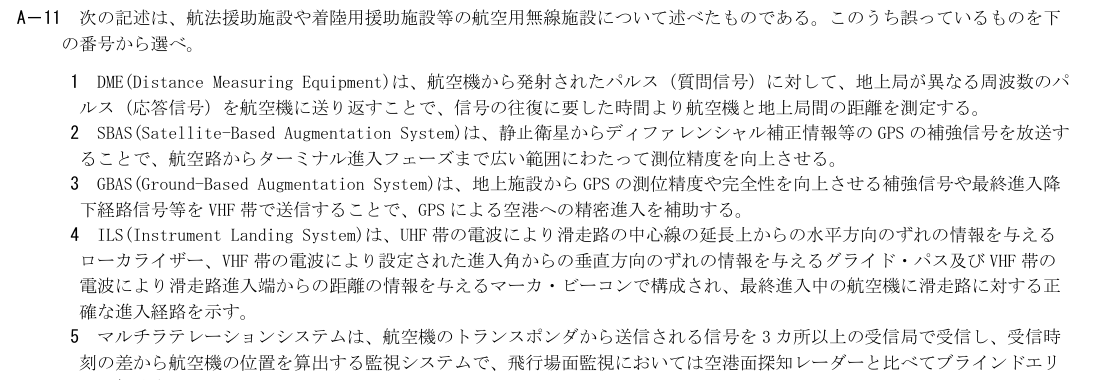 A－11 次の記述は、航法援助施設や着陸用援助施設等の航空用無線施設について述べたものである。このうち誤っているものを下
の番号から選べ。
1 DME(Distance Measuring Equipment)は、航空機から発射されたパルス（質問信号）に対して、地上局が異なる周波数のパ
ルス（応答信号）を航空機に送り返すことで、信号の往復に要した時間より航空機と地上局間の距離を測定する。
2 SBAS(Satellite-Based Augmentation System)は、静止衛星からディファレンシャル補正情報等の GPS の補強信号を放送す
ることで、航空路からターミナル進入フェーズまで広い範囲にわたって測位精度を向上させる。
3 GBAS(Ground-Based Augmentation System)は、地上施設から GPS の測位精度や完全性を向上させる補強信号や最終進入降
下経路信号等を VHF 帯で送信することで、GPS による空港への精密進入を補助する。
4 ILS(Instrument Landing System)は、UHF 帯の電波により滑走路の中心線の延長上からの水平方向のずれの情報を与える
ローカライザー、VHF 帯の電波により設定された進入角からの垂直方向のずれの情報を与えるグライド・パス及び VHF 帯の
電波により滑走路進入端からの距離の情報を与えるマーカ・ビーコンで構成され、最終進入中の航空機に滑走路に対する正
確な進入経路を示す。
5 マルチラテレーションシステムは、航空機のトランスポンダから送信される信号を 3 カ所以上の受信局で受信し、受信時
刻の差から航空機の位置を算出する監視システムで、飛行場面監視においては空港面探知レーダーと比べてブラインドエリ